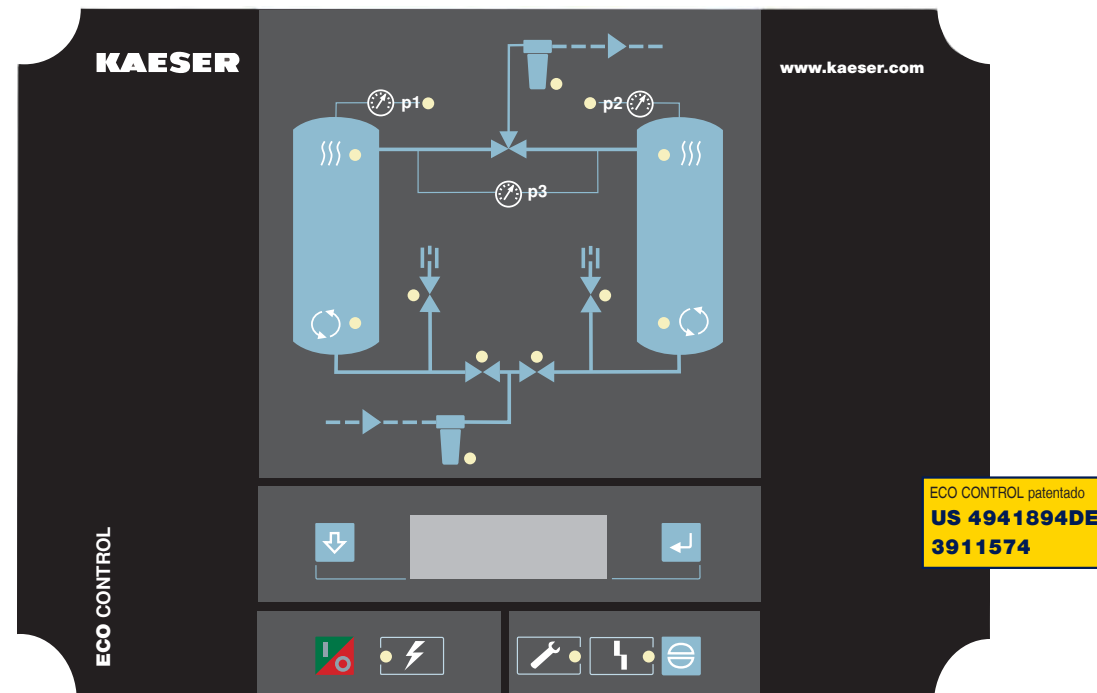 KAESER
www.kaeser.com
p1
p2
p3
ECO CONTROL patentado
US 4941894DE
3911574
ECO CONTROL